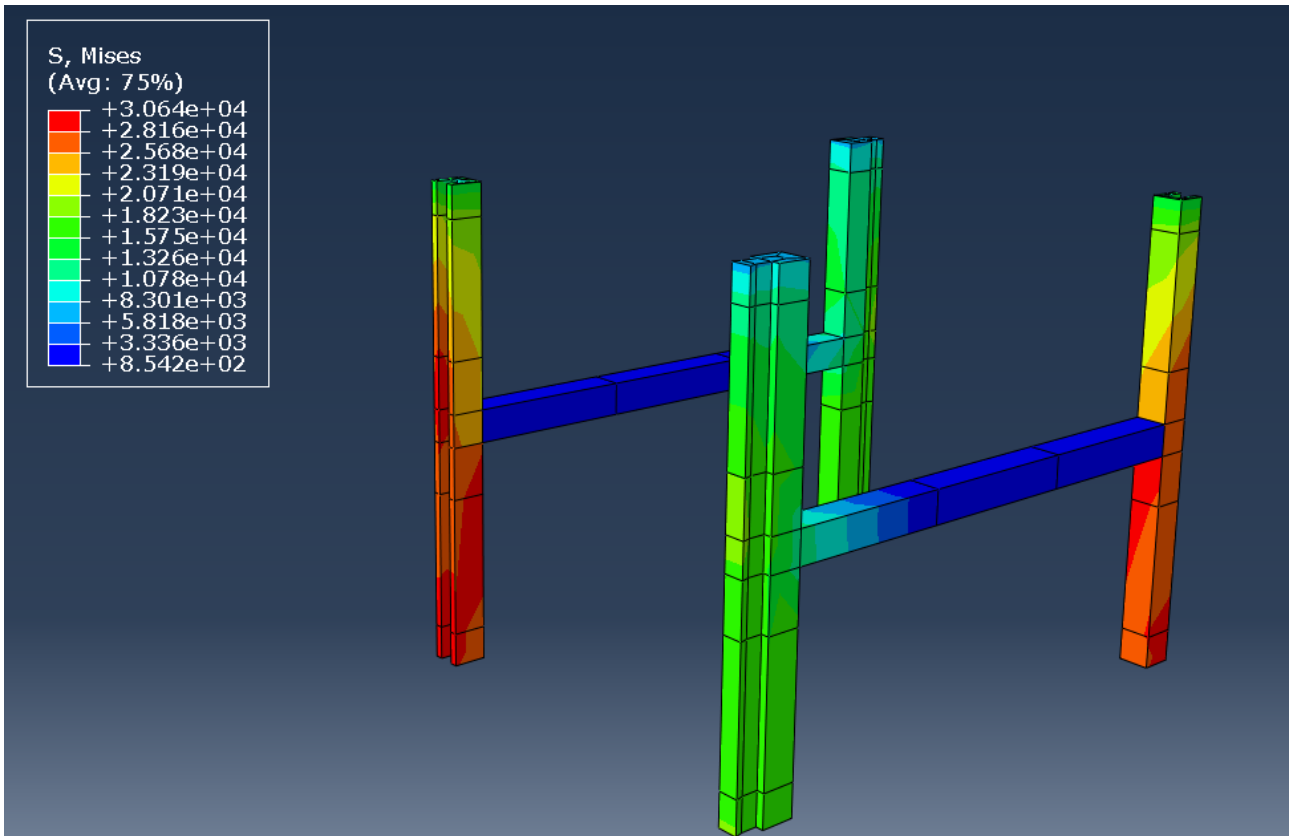 S, Mises
(Avg: 75%)
+3.064e+04
+2.816e+04
+2.568e+04
+2.319e+04
+2.071e+04
+1.823e+04
+1.575e+04
+1.326e+04
+1.078e+04
+8.301e+03
+5.818e+03
+3.336e+03
+8.542e+02